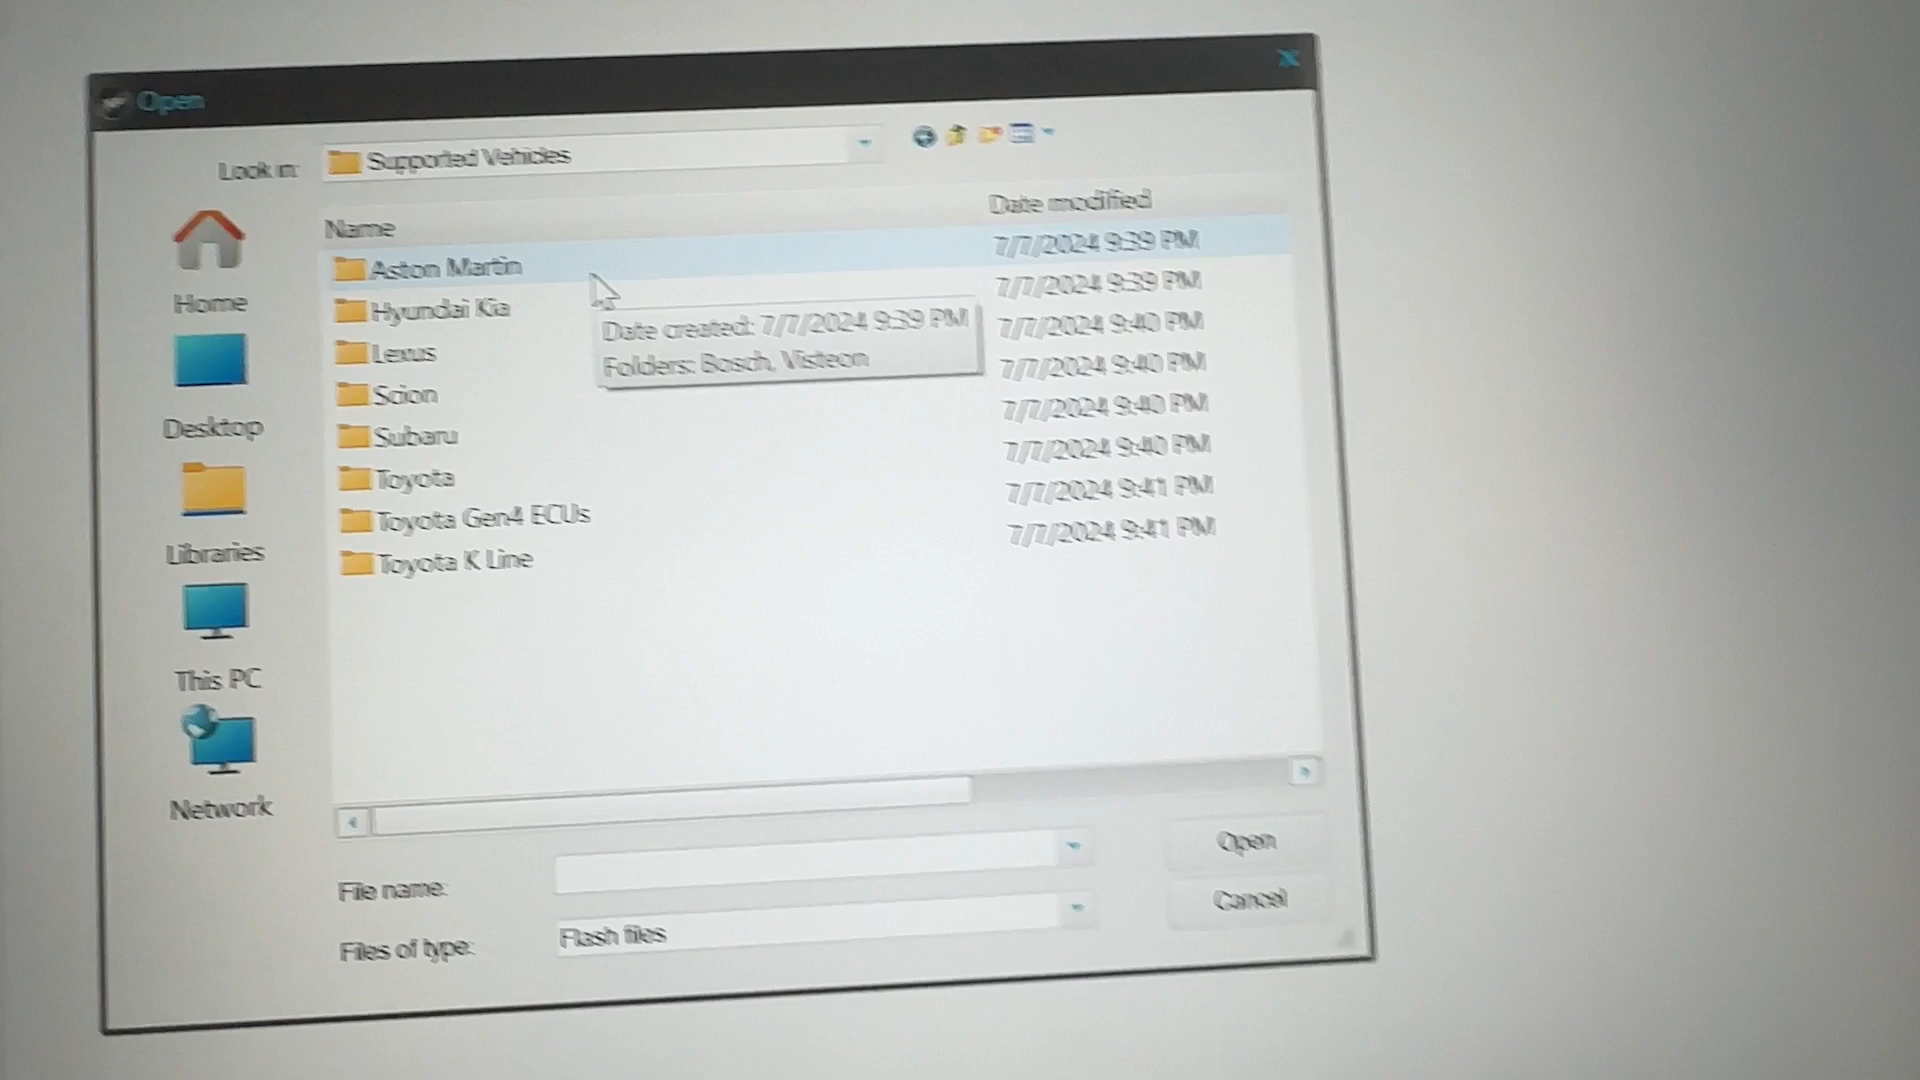 Open
X
Look in: Supported Vehicles
Name Date modified
Aston Martin 7/7/2024 9:39 PM
Hyundai Kia 7/7/2024 9:39 PM
Lexus 7/7/2024 9:40 PM
Scion 7/7/2024 9:40 PM
Subaru 7/7/2024 9:40 PM
Toyota 7/7/2024 9:40 PM
Toyota Gen4 ECUs 7/7/2024 9:41 PM
Toyota K Line 7/7/2024 9:41 PM
Date created: 7/7/2024 9:39 PM
Folders: Bosch, Visteon
Home
Desktop
Libraries
This PC
Network
File name:
Open
Files of type: Flash files
Cancel